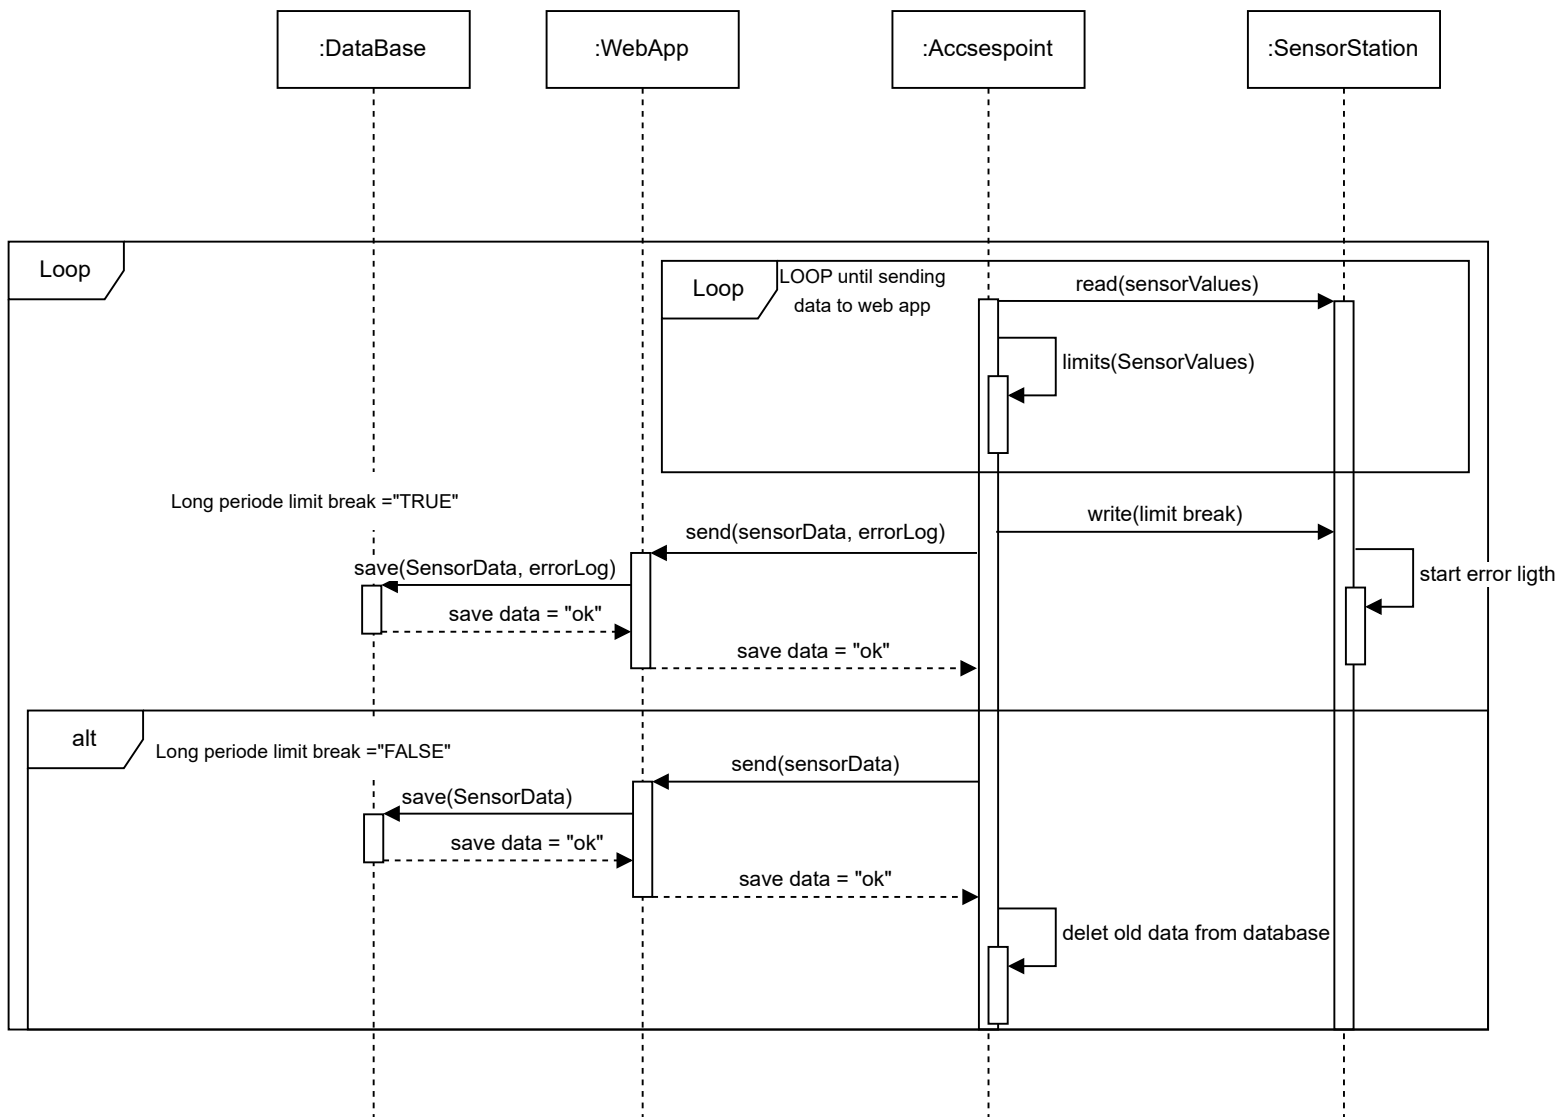 :DataBase
:WebApp
:Accsespoint
:SensorStation
Loop
Loop
LOOP until sending
data to web app
read(sensorValues)
limits(SensorValues)
Long periode limit break ="TRUE"
write(limit break)
send(sensorData, errorLog)
save(SensorData, errorLog)
start error ligth
save data = "ok"
save data = "ok"
alt
Long periode limit break ="FALSE"
send(sensorData)
save(SensorData)
save data = "ok"
save data = "ok"
delet old data from database